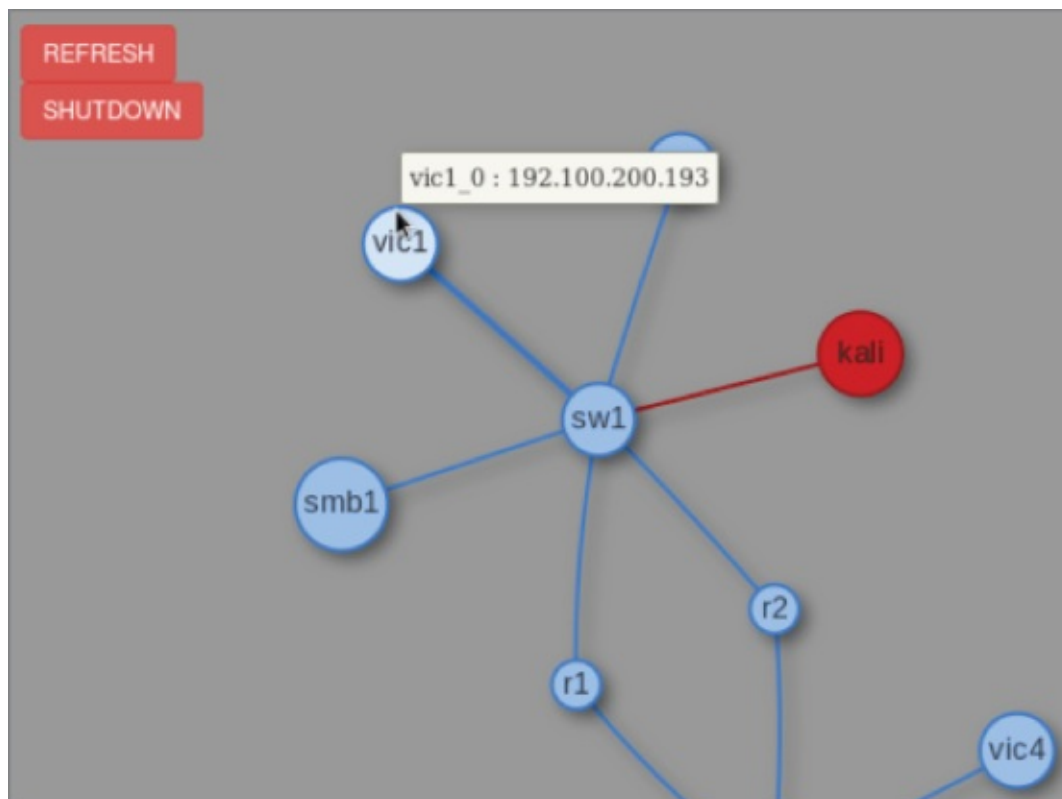 REFRESH
SHUTDOWN
vic1_0 : 192.100.200.193
vic1
kali
sw1
smb1
r2
r1
vic4